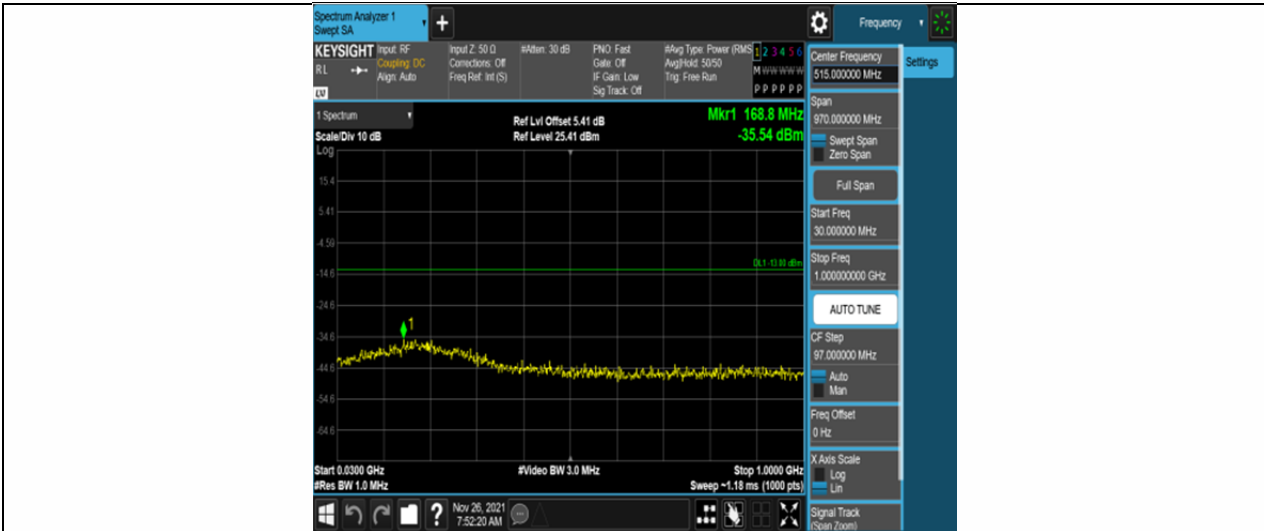 Spectrum Analyzer 1
Swept SA
+
Frequency
KEYSIGHT
RL
LV
Input: RF
Coupling: DC
Align: Auto
Input Z: 50 Ω
Corrections: Off
Freq Ref: Int (S)
#Atten: 30 dB
PNO: Fast
Gate: Off
IF Gain: Low
Sig Track: Off
#Avg Type: Power (RMS
Avg|Hold: 50/50
Trig: Free Run
1 2 3 4 5 6
M W W W W W
P P P P P P
1 Spectrum
Scale/Div 10 dB
Log
Ref Lvl Offset 5.41 dB
Ref Level 25.41 dBm
Mkr1 168.8 MHz
-35.54 dBm
15.4
5.41
-4.59
-14.6
-24.6
-34.6
-44.6
-54.6
-64.6
DL1 -13.00 dBm
1
Start 0.0300 GHz
#Res BW 1.0 MHz
#Video BW 3.0 MHz
Stop 1.0000 GHz
Sweep ~1.18 ms (1000 pts)
?
Nov 26, 2021
7:52:20 AM
Center Frequency
515.000000 MHz
Settings
Span
970.000000 MHz
Swept Span
Zero Span
Full Span
Start Freq
30.000000 MHz
Stop Freq
1.000000000 GHz
AUTO TUNE
CF Step
97.000000 MHz
Auto
Man
Freq Offset
0 Hz
X Axis Scale
Log
Lin
Signal Track
(Span Zoom)